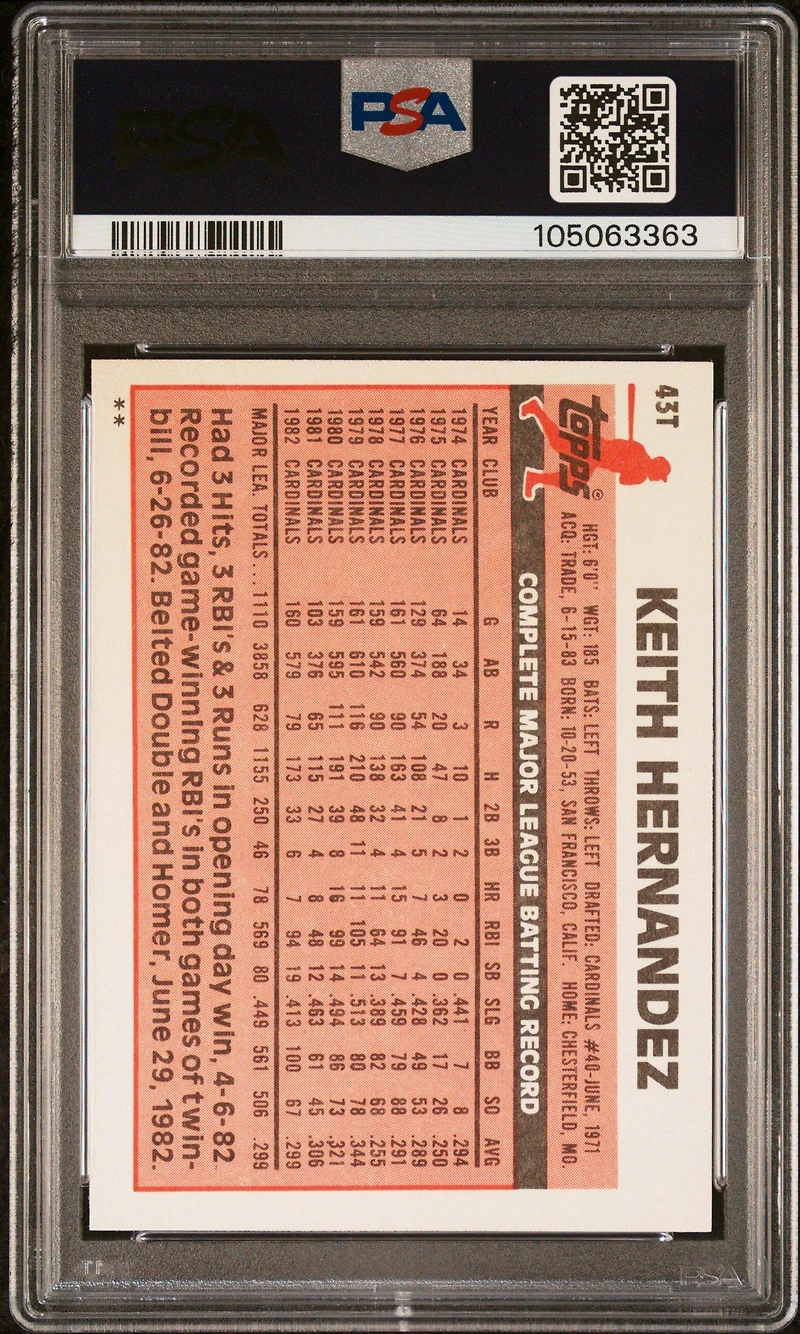 PSA
PSA
105063363
43T
KEITH HERNANDEZ
topps®
HGT: 6'0" WGT: 185 BATS: LEFT THROWS: LEFT DRAFTED: CARDINALS #40-JUNE, 1971
ACQ: TRADE, 6-15-83 BORN: 10-20-53, SAN FRANCISCO, CALIF. HOME: CHESTERFIELD, MO.
COMPLETE MAJOR LEAGUE BATTING RECORD
YEAR CLUB G AB R H 2B 3B HR RBI SB SLG BB SO AVG
1974 CARDINALS 14 34 3 10 1 2 0 2 0 .441 7 8 .294
1975 CARDINALS 64 188 20 47 8 2 3 20 0 .362 17 26 .250
1976 CARDINALS 129 374 54 108 21 5 7 46 4 .428 49 53 .289
1977 CARDINALS 161 560 90 163 41 4 15 91 7 .459 79 88 .291
1978 CARDINALS 159 542 90 138 32 4 11 64 13 .389 82 68 .255
1979 CARDINALS 161 610 116 210 48 11 11 105 11 .513 80 78 .344
1980 CARDINALS 159 595 111 191 39 8 16 99 14 .494 86 73 .321
1981 CARDINALS 103 376 65 115 27 4 8 48 12 .463 61 45 .306
1982 CARDINALS 160 579 79 173 33 6 7 94 19 .413 100 67 .299
MAJOR LEA. TOTALS... 1110 3858 628 1155 250 46 78 569 80 .449 561 506 .299
Had 3 Hits, 3 RBI's & 3 Runs in opening day win, 4-6-82
Recorded game-winning RBI's in both games of twin-
bill, 6-26-82. Belted Double and Homer, June 29, 1982.
**
PSA